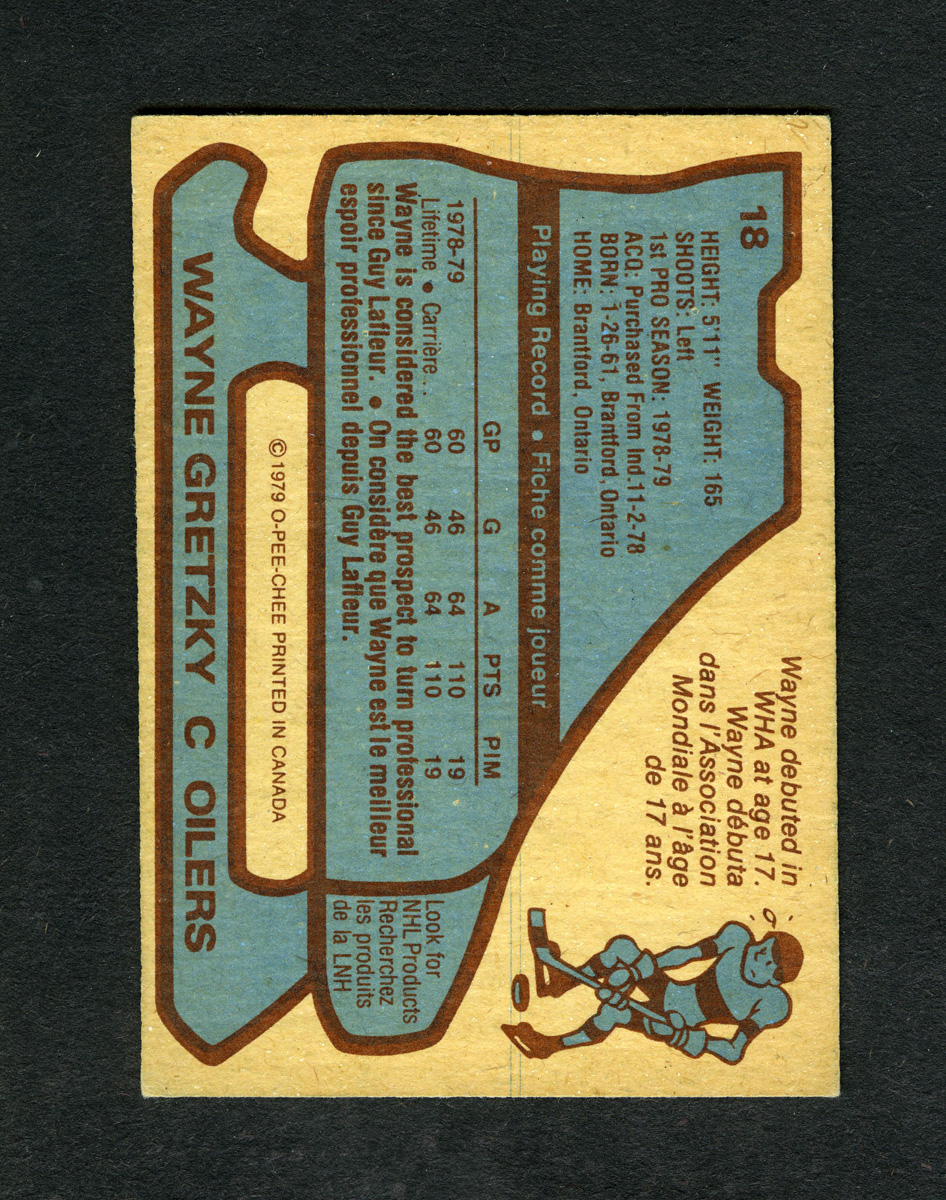 18
HEIGHT: 5'11" WEIGHT: 165
SHOOTS: Left
1st PRO SEASON: 1978-79
ACQ: Purchased From Ind.11-2-78
BORN: 1-26-61, Brantford, Ontario
HOME: Brantford, Ontario
Wayne debuted in
WHA at age 17.
Wayne débuta
dans l'Association
Mondiale à l'âge
de 17 ans.
Playing Record • Fiche comme joueur
GP G A PTS PIM
1978-79 60 46 64 110 19
Lifetime • Carrière... 60 46 64 110 19
Wayne is considered the best prospect to turn professional
since Guy Lafleur. • On considère que Wayne est le meilleur
espoir professionnel depuis Guy Lafleur.
Look for
NHL Products
Recherchez
les produits
de la LNH
© 1979 O-PEE-CHEE PRINTED IN CANADA
WAYNE GRETZKY C OILERS